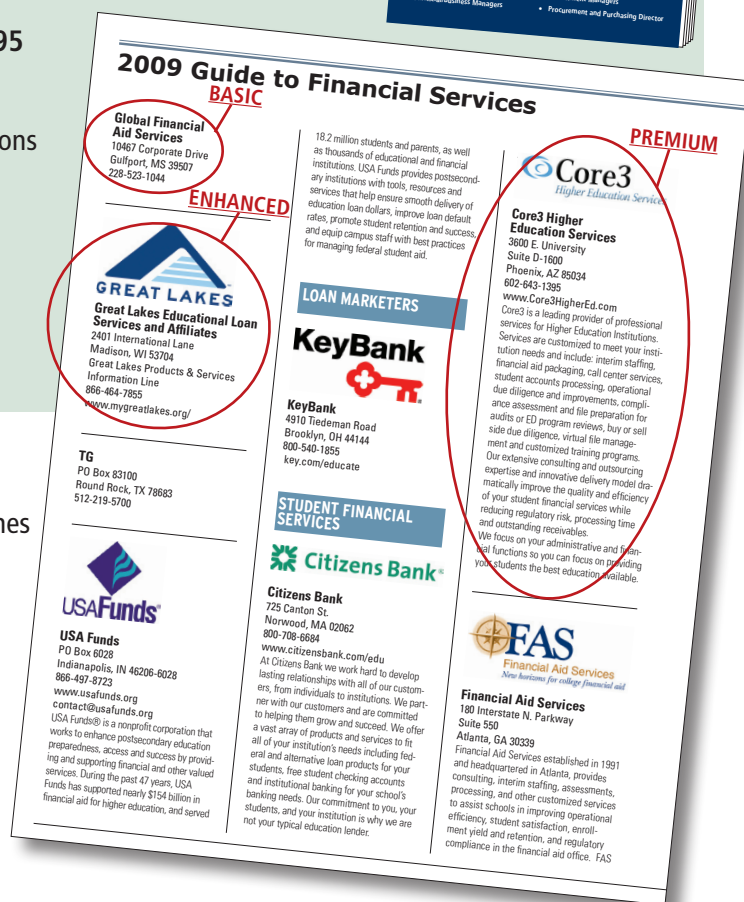 95
ons
nes
• Procurement and Purchasing Director
2009 Guide to Financial Services
BASIC
Global Financial
Aid Services
10467 Corporate Drive
Gulfport, MS 39507
228-523-1044
ENHANCED
GREAT LAKES
Great Lakes Educational Loan
Services and Affiliates
2401 International Lane
Madison, WI 53704
Great Lakes Products & Services
Information Line
866-464-7855
www.mygreatlakes.org/
TG
PO Box 83100
Round Rock, TX 78683
512-219-5700
USAFunds®
USA Funds
PO Box 6028
Indianapolis, IN 46206-6028
866-497-8723
www.usafunds.org
contact@usafunds.org
USA Funds® is a nonprofit corporation that
works to enhance postsecondary education
preparedness, access and success by provid-
ing and supporting financial and other valued
services. During the past 47 years, USA
Funds has supported nearly $154 billion in
financial aid for higher education, and served
18.2 million students and parents, as well
as thousands of educational and financial
institutions. USA Funds provides postsecond-
ary institutions with tools, resources and
services that help ensure smooth delivery of
education loan dollars, improve loan default
rates, promote student retention and success,
and equip campus staff with best practices
for managing federal student aid.
LOAN MARKETERS
KeyBank
KeyBank
4910 Tiedeman Road
Brooklyn, OH 44144
800-540-1855
key.com/educate
STUDENT FINANCIAL
SERVICES
Citizens Bank®
Citizens Bank
725 Canton St.
Norwood, MA 02062
800-708-6684
www.citizensbank.com/edu
At Citizens Bank we work hard to develop
lasting relationships with all of our custom-
ers, from individuals to institutions. We part-
ner with our customers and are committed
to helping them grow and succeed. We offer
a vast array of products and services to fit
all of your institution's needs including fed-
eral and alternative loan products for your
students, free student checking accounts
and institutional banking for your school's
banking needs. Our commitment to you, your
students, and your institution is why we are
not your typical education lender.
PREMIUM
Core3
Higher Education Services
Core3 Higher
Education Services
3600 E. University
Suite D-1600
Phoenix, AZ 85034
602-643-1395
www.Core3HigherEd.com
Core3 is a leading provider of professional
services for Higher Education Institutions.
Services are customized to meet your insti-
tution needs and include: interim staffing,
financial aid packaging, call center services,
student accounts processing, operational
due diligence and improvements, compli-
ance assessment and file preparation for
audits or ED program reviews, buy or sell
side due diligence, virtual file manage-
ment and customized training programs.
Our extensive consulting and outsourcing
expertise and innovative delivery model dra-
matically improve the quality and efficiency
of your student financial services while
reducing regulatory risk, processing time
and outstanding receivables.
We focus on your administrative and finan-
cial functions so you can focus on providing
your students the best education available.
FAS
Financial Aid Services
New horizons for college financial aid
Financial Aid Services
180 Interstate N. Parkway
Suite 550
Atlanta, GA 30339
Financial Aid Services established in 1991
and headquartered in Atlanta, provides
consulting, interim staffing, assessments,
processing, and other customized services
to assist schools in improving operational
efficiency, student satisfaction, enroll-
ment yield and retention, and regulatory
compliance in the financial aid office. FAS